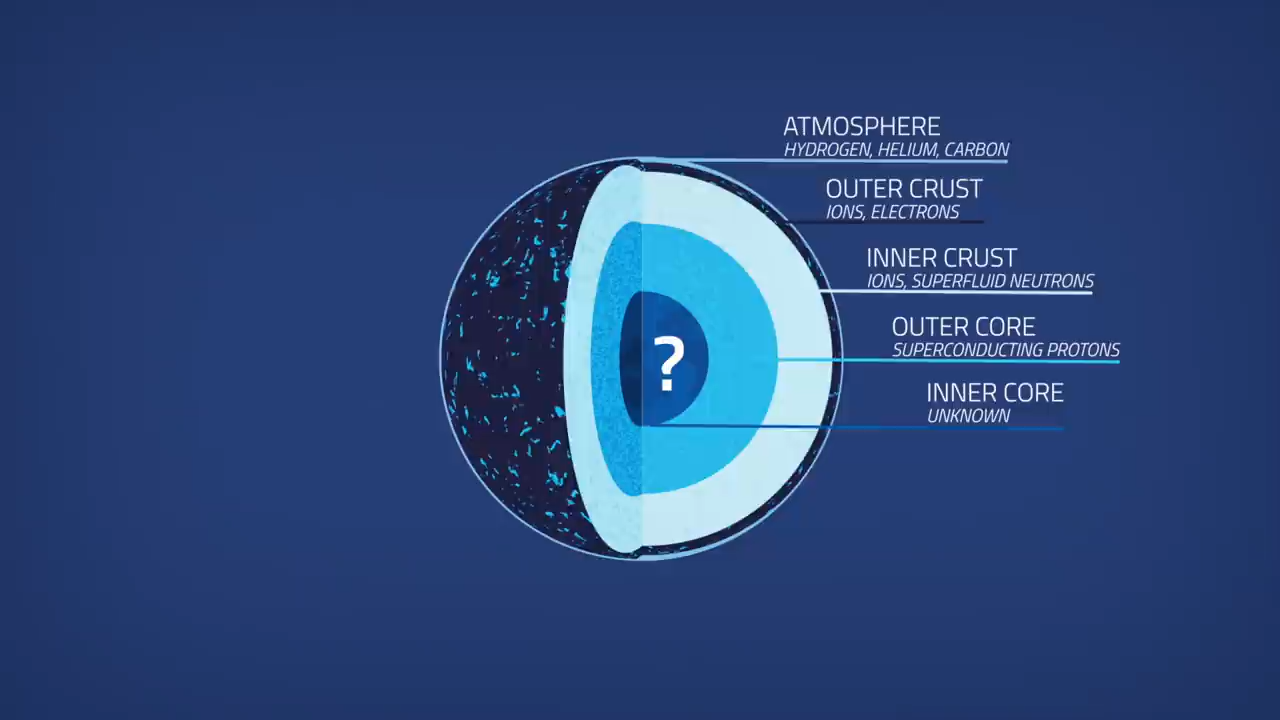 ATMOSPHERE
HYDROGEN, HELIUM, CARBON
OUTER CRUST
IONS, ELECTRONS
INNER CRUST
IONS, SUPERFLUID NEUTRONS
OUTER CORE
SUPERCONDUCTING PROTONS
?
INNER CORE
UNKNOWN